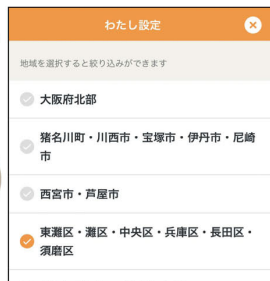 わたし設定
地域を選択すると絞り込みができます
大阪府北部
猪名川町・川西市・宝塚市・伊丹市・尼崎
市
西宮市・芦屋市
東灘区・灘区・中央区・兵庫区・長田区・
須磨区